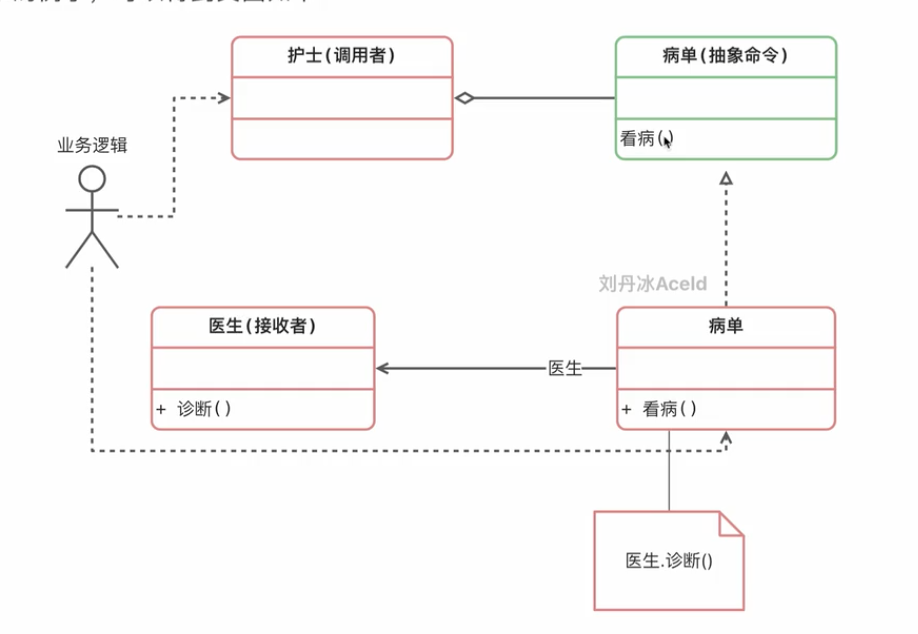 护士(调用者)
病单(抽象命令)
看病()
业务逻辑
刘丹冰Aceld
医生(接收者)
病单
医生
+ 诊断()
+ 看病()
医生.诊断()